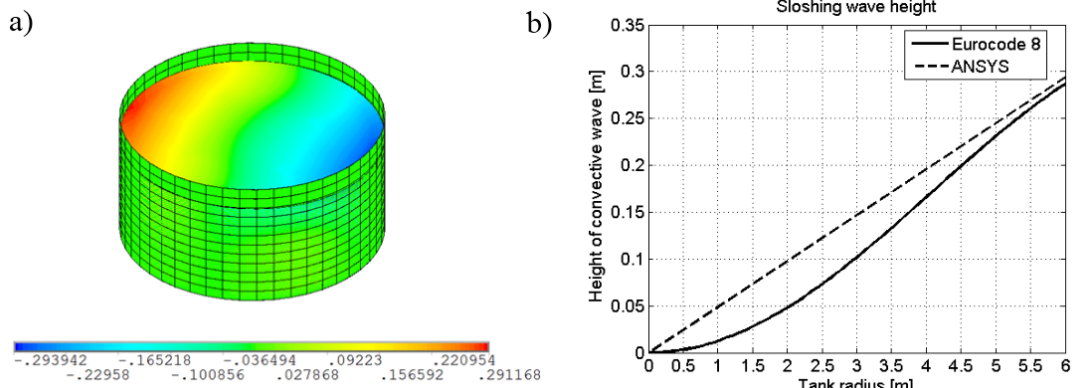 a)
-.293942 -.165218 -.036494 .09223 .220954
-.22958 -.100856 .027868 .156592 .291168
b)
Sloshing wave height
Height of convective wave [m]
0.35
0.3
0.25
0.2
0.15
0.1
0.05
0
Eurocode 8
ANSYS
0 0.5 1 1.5 2 2.5 3 3.5 4 4.5 5 5.5 6
Tank radius [m]